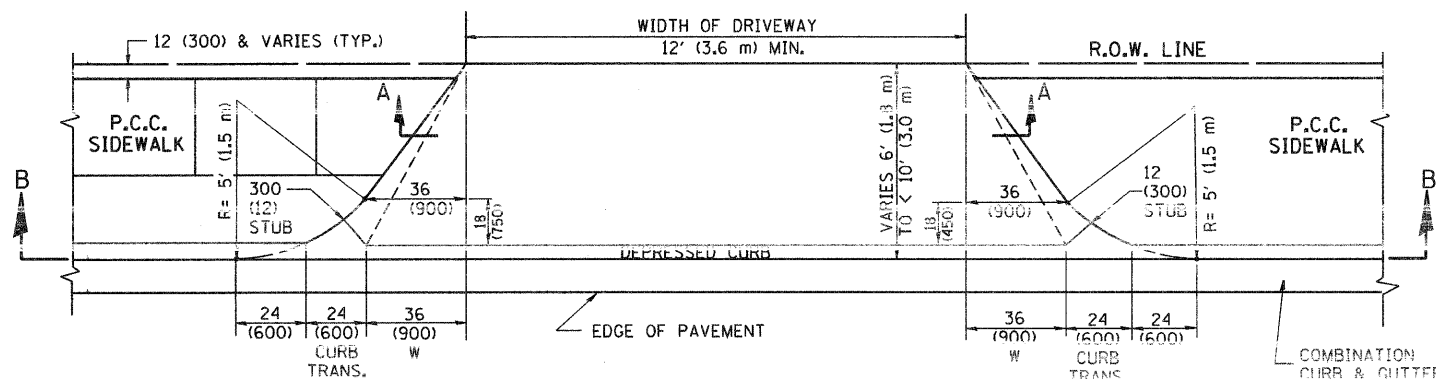 12 (300) & VARIES (TYP.)
WIDTH OF DRIVEWAY
12' (3.6 m) MIN.
R.O.W. LINE
A
A
P.C.C.
SIDEWALK
R= 5' (1.5 m)
300
(12)
STUB
36
(900)
18
(750)
VARIES 6' (1.8 m)
TO < 10' (3.0 m)
36
(900)
18
(450)
12
(300)
STUB
R= 5' (1.5 m)
P.C.C.
SIDEWALK
B
B
DEPRESSED CURB
24
(600)
24
(600)
CURB
TRANS.
36
(900)
W
EDGE OF PAVEMENT
36
(900)
W
24
(600)
CURB
TRANS.
24
(600)
COMBINATION
CURB & GUTTER